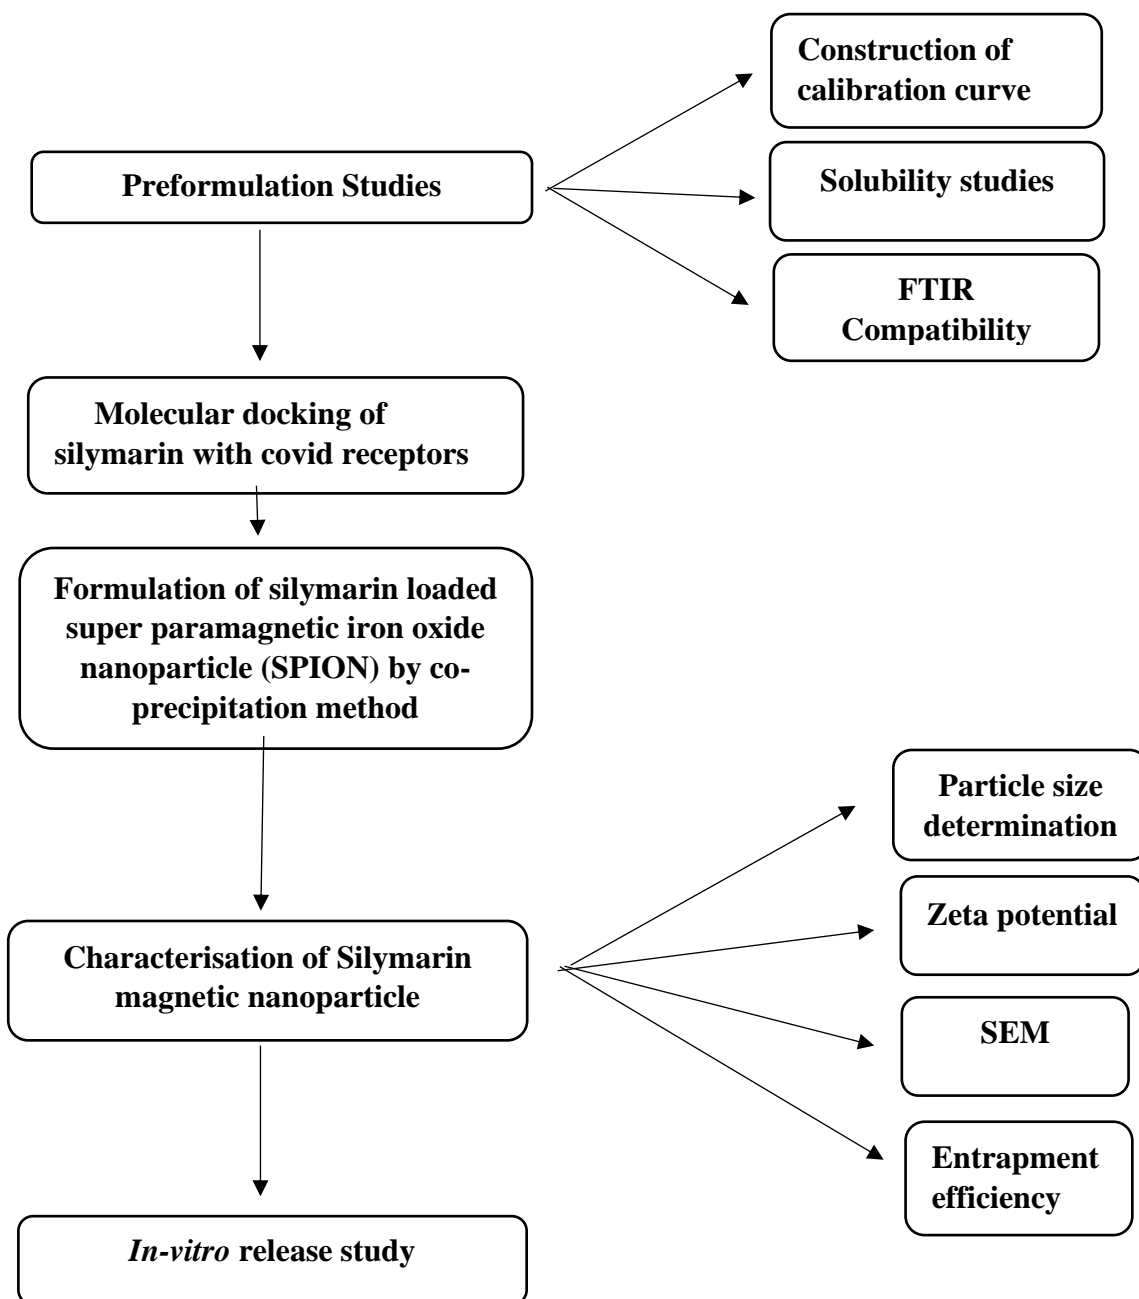 Construction of
calibration curve
Preformulation Studies
Solubility studies
FTIR
Compatibility
Molecular docking of
silymarin with covid receptors
Formulation of silymarin loaded
super paramagnetic iron oxide
nanoparticle (SPION) by co-
precipitation method
Particle size
determination
Zeta potential
Characterisation of Silymarin
magnetic nanoparticle
SEM
Entrapment
efficiency
In-vitro release study